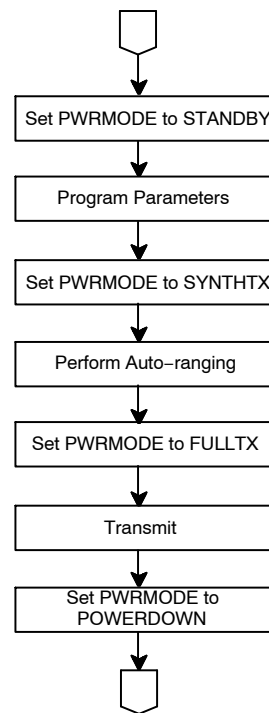 Set PWRMODE to STANDBY
Program Parameters
Set PWRMODE to SYNTHTX
Perform Auto−ranging
Set PWRMODE to FULLTX
Transmit
Set PWRMODE to
POWERDOWN